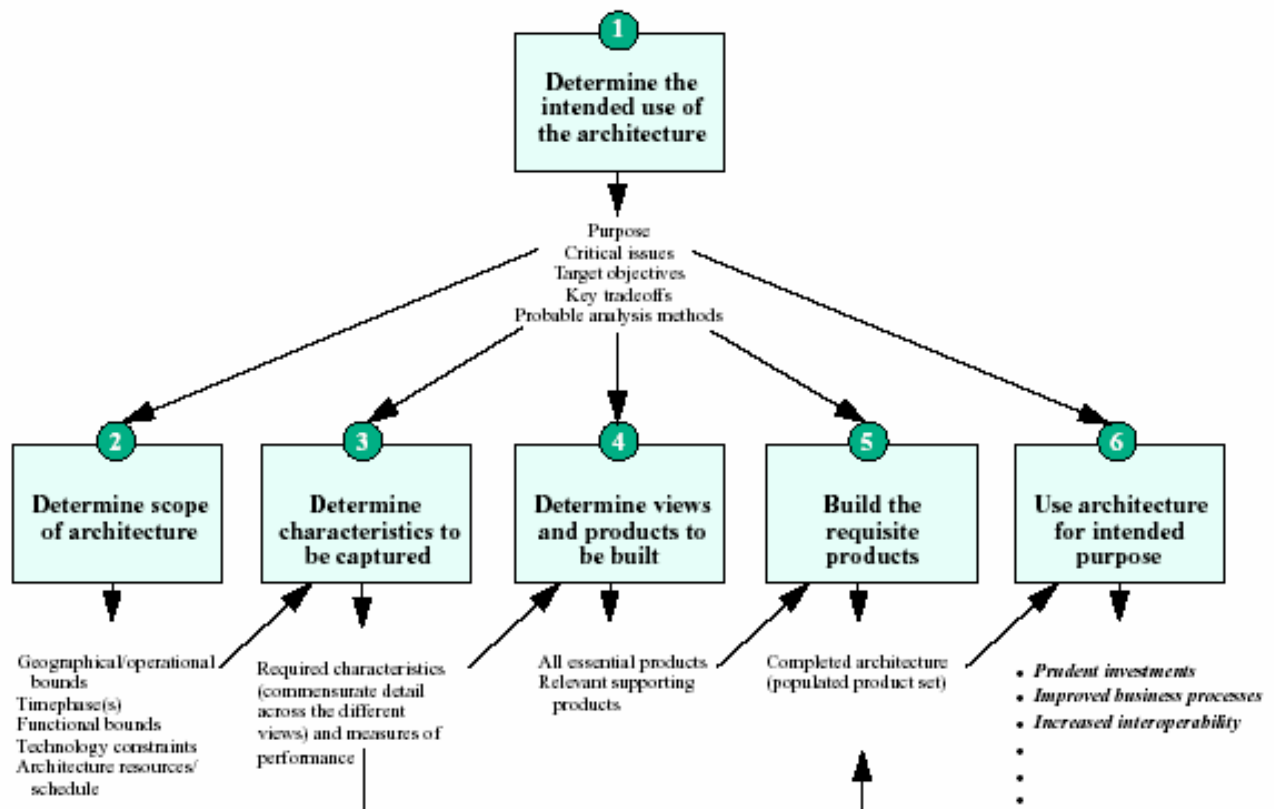 1
Determine the
intended use of
the architecture
Purpose
Critical issues
Target objectives
Key tradeoffs
Probable analysis methods
2
Determine scope
of architecture
3
Determine
characteristics to
be captured
4
Determine views
and products to
be built
5
Build the
requisite
products
6
Use architecture
for intended
purpose
Geographical/operational
bounds
Timephase(s)
Functional bounds
Technology constraints
Architecture resources/
schedule
Required characteristics
(commensurate detail
across the different
views) and measures of
performance
All essential products
Relevant supporting
products
Completed architecture
(populated product set)
• Prudent investments
• Improved business processes
• Increased interoperability
•
•
•